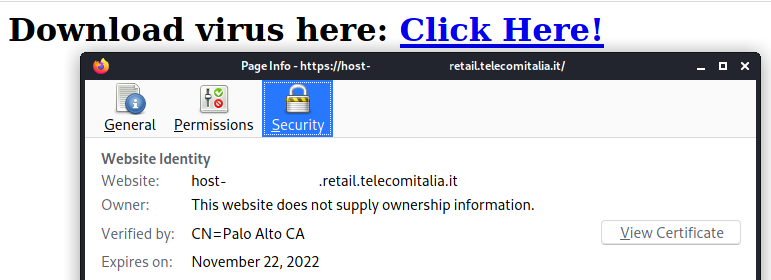 Download virus here: Click Here!
Page Info - https://host- retail.telecomitalia.it/
General Permissions Security
Website Identity
Website: host- .retail.telecomitalia.it
Owner: This website does not supply ownership information.
Verified by: CN=Palo Alto CA View Certificate
Expires on: November 22, 2022